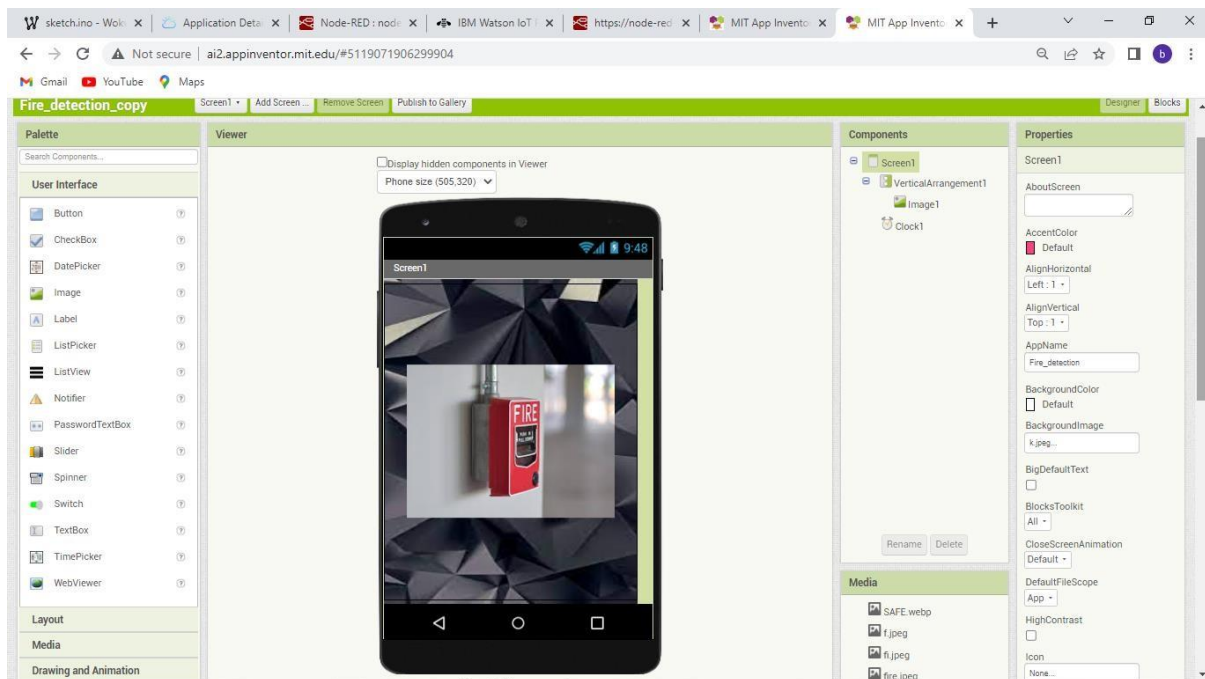 sketch.ino - Wok
Application Detai
Node-RED : node
IBM Watson IoT
https://node-red
MIT App Invento
MIT App Invento
Not secure | ai2.appinventor.mit.edu/#5119071906299904
b
Gmail YouTube Maps
Fire_detection_copy Screen1 Add Screen ... Remove Screen Publish to Gallery Designer Blocks
Palette
Search Components...
User Interface
Button
CheckBox
DatePicker
Image
Label
ListPicker
ListView
Notifier
PasswordTextBox
Slider
Spinner
Switch
TextBox
TimePicker
WebViewer
Layout
Media
Drawing and Animation
Viewer
Display hidden components in Viewer
Phone size (505,320)
9:48
Screen1
FIRE
Components
Screen1
VerticalArrangement1
Image1
Clock1
Rename Delete
Media
SAFE.webp
f.jpeg
fi.jpeg
fire.jpeg
Properties
Screen1
AboutScreen
AccentColor
Default
AlignHorizontal
Left : 1
AlignVertical
Top : 1
AppName
Fire_detection
BackgroundColor
Default
BackgroundImage
k.jpeg...
BigDefaultText
BlocksToolkit
All
CloseScreenAnimation
Default
DefaultFileScope
App
HighContrast
Icon
None...